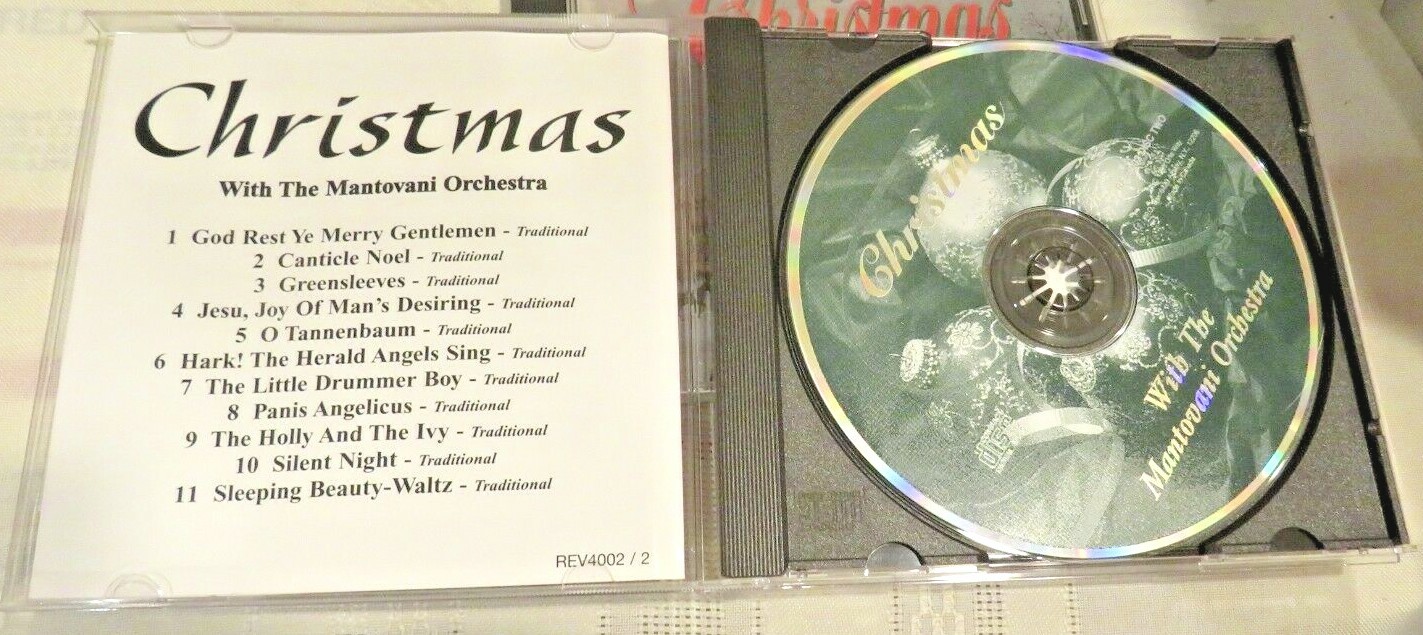 Christmas
Christmas
With The Mantovani Orchestra
1 God Rest Ye Merry Gentlemen - Traditional
2 Canticle Noel - Traditional
3 Greensleeves - Traditional
4 Jesu, Joy Of Man's Desiring - Traditional
5 O Tannenbaum - Traditional
6 Hark! The Herald Angels Sing - Traditional
7 The Little Drummer Boy - Traditional
8 Panis Angelicus - Traditional
9 The Holly And The Ivy - Traditional
10 Silent Night - Traditional
11 Sleeping Beauty-Waltz - Traditional
REV4002 / 2
Christmas
TWO
With The
Mantovani Orchestra
disc